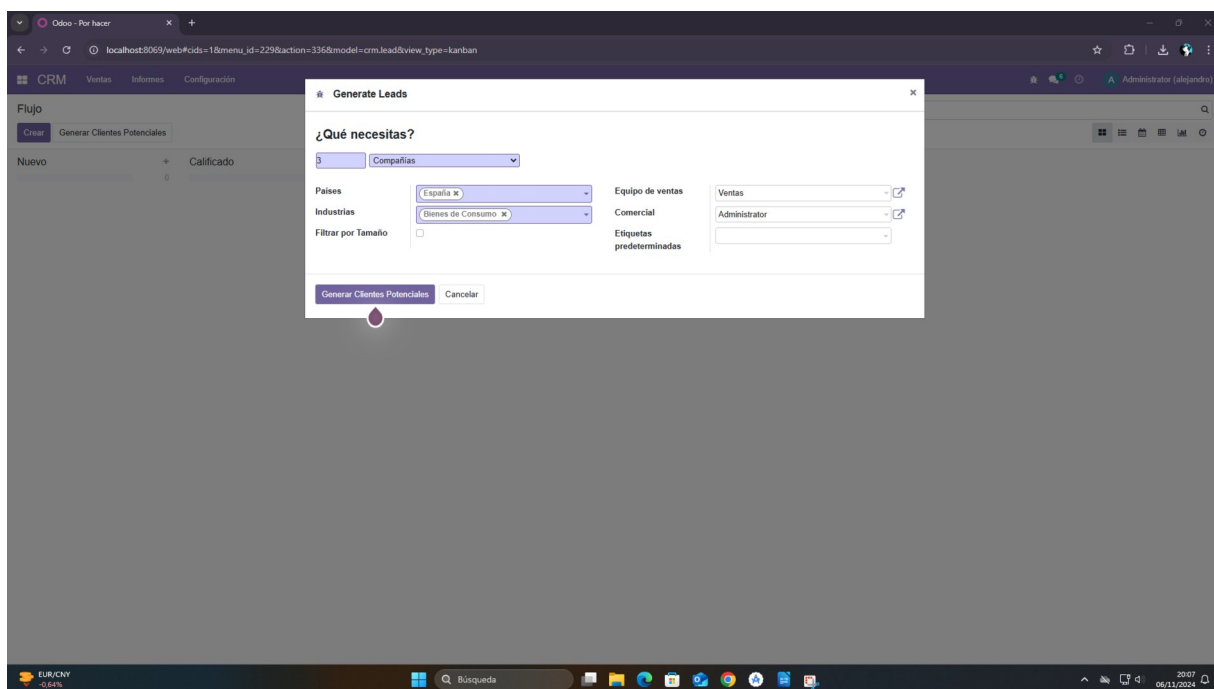 Odoo - Por hacer
localhost:8069/web#cids=1&menu_id=229&action=336&model=crm.lead&view_type=kanban
CRM Ventas Informes Configuración
6
A Administrator (alejandro)
Generate Leads
Flujo
Crear Generar Clientes Potenciales
¿Qué necesitas?
Nuevo Calificado
0
3 Compañías
Países España Equipo de ventas Ventas
Industrias Bienes de Consumo Comercial Administrator
Filtrar por Tamaño Etiquetas predeterminadas
Generar Clientes Potenciales Cancelar
EUR/CNY
-0,64%
Búsqueda
20:07
06/11/2024